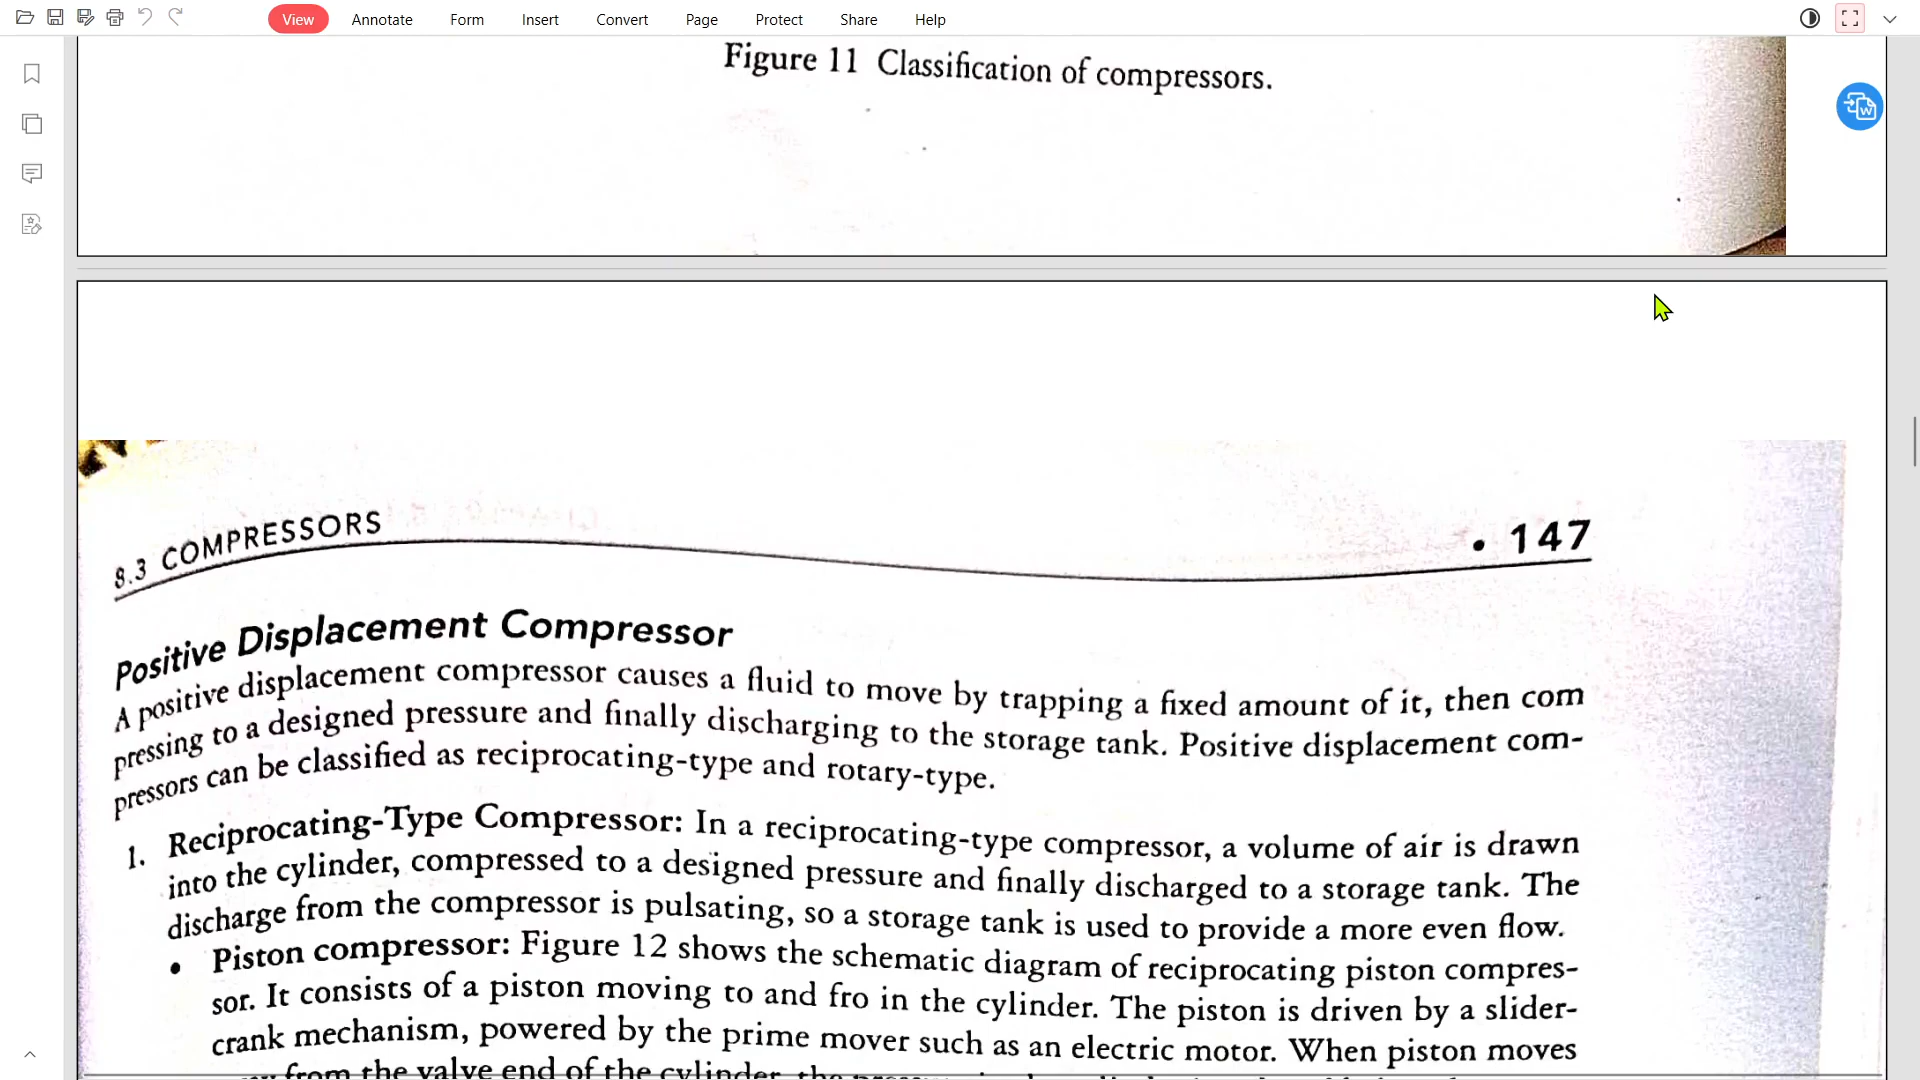 View Annotate Form Insert Convert Page Protect Share Help
Figure 11 Classification of compressors.
W
8.3 COMPRESSORS • 147
Positive Displacement Compressor
A positive displacement compressor causes a fluid to move by trapping a fixed amount of it, then com
pressing to a designed pressure and finally discharging to the storage tank. Positive displacement com-
pressors can be classified as reciprocating-type and rotary-type.
1. Reciprocating-Type Compressor: In a reciprocating-type compressor, a volume of air is drawn
into the cylinder, compressed to a designed pressure and finally discharged to a storage tank. The
discharge from the compressor is pulsating, so a storage tank is used to provide a more even flow.
• Piston compressor: Figure 12 shows the schematic diagram of reciprocating piston compres-
sor. It consists of a piston moving to and fro in the cylinder. The piston is driven by a slider-
crank mechanism, powered by the prime mover such as an electric motor. When piston moves
from the valve end of the cylinder, the